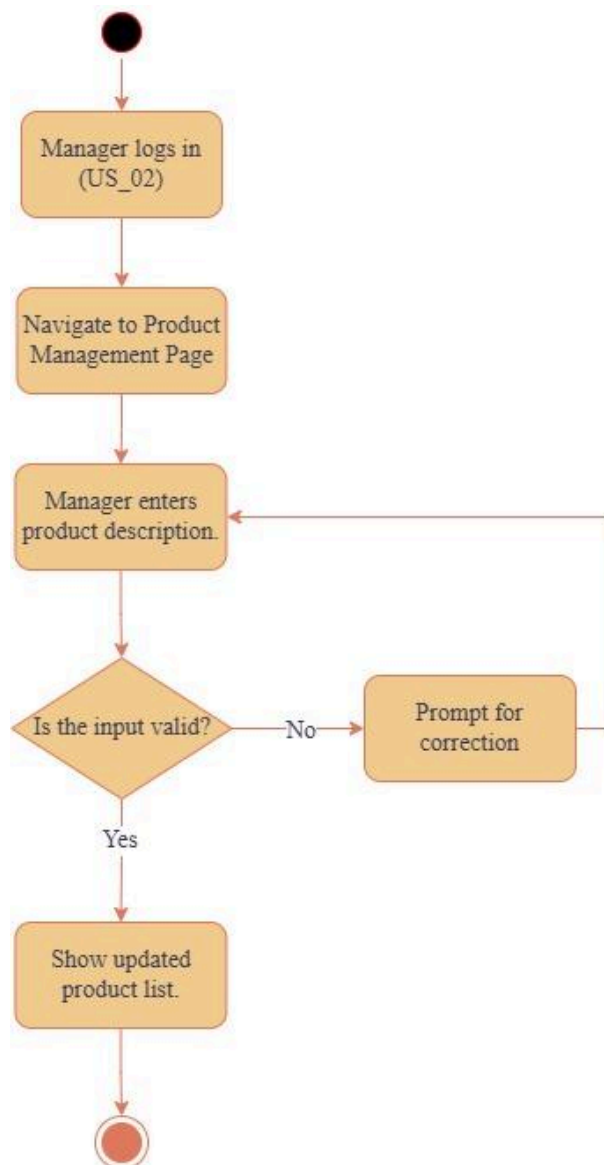 Manager logs in
(US_02)
Navigate to Product
Management Page
Manager enters
product description.
Is the input valid?
No
Prompt for
correction
Yes
Show updated
product list.